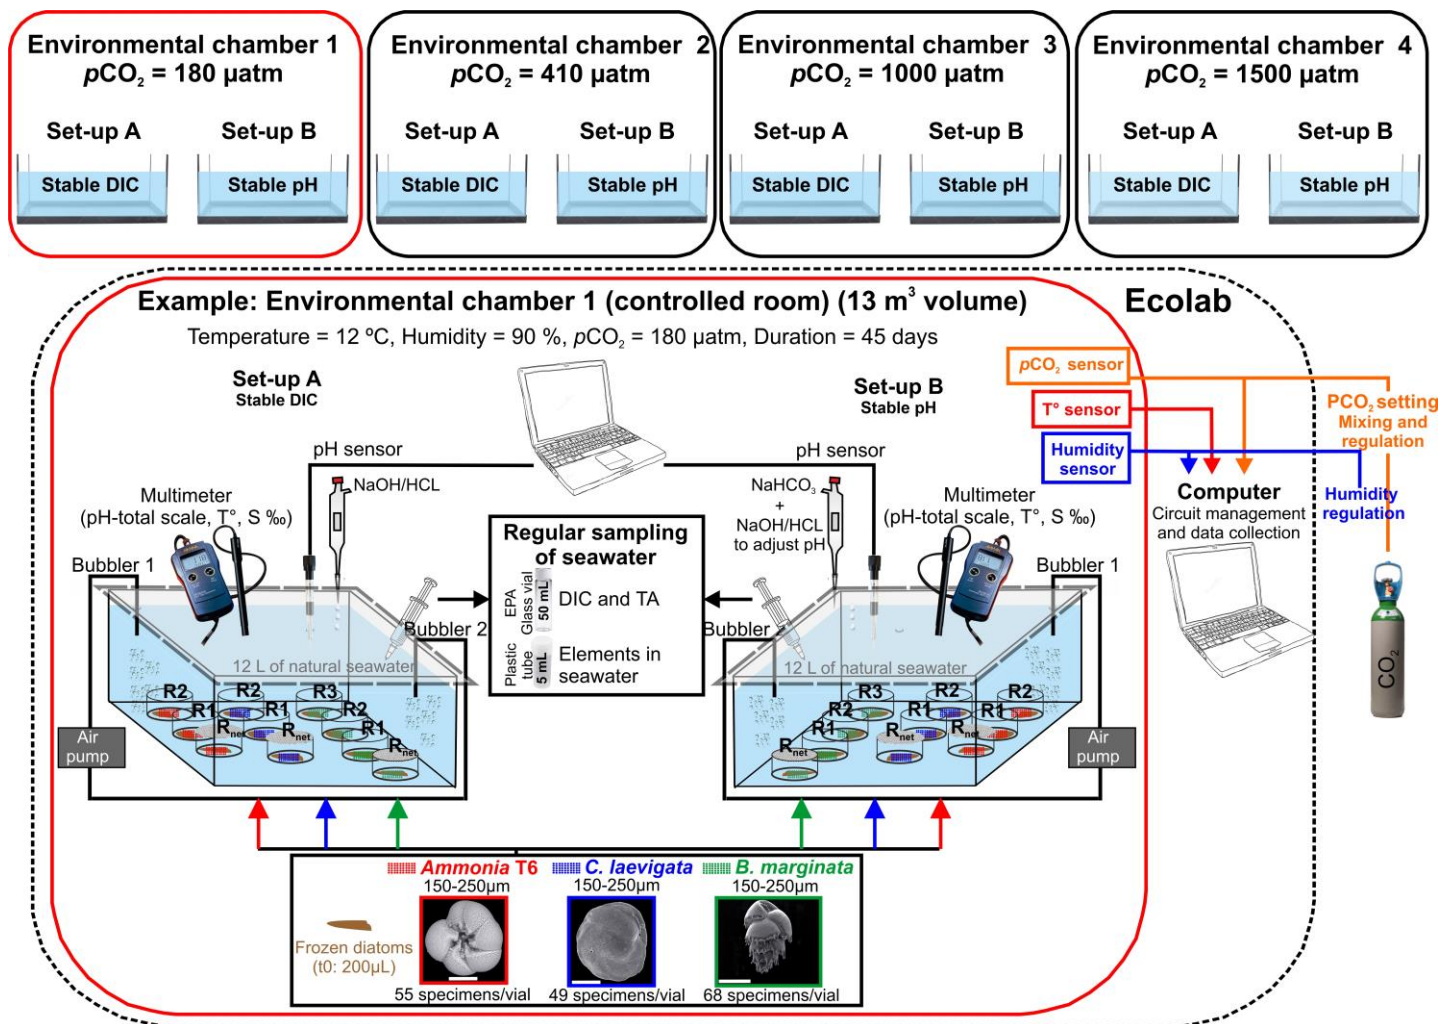 Environmental chamber 1
pCO2 = 180 µatm
Set-up A
Set-up B
Stable DIC
Stable pH
Environmental chamber 2
pCO2 = 410 µatm
Set-up A
Set-up B
Stable DIC
Stable pH
Environmental chamber 3
pCO2 = 1000 µatm
Set-up A
Set-up B
Stable DIC
Stable pH
Environmental chamber 4
pCO2 = 1500 µatm
Set-up A
Set-up B
Stable DIC
Stable pH
Example: Environmental chamber 1 (controlled room) (13 m³ volume)
Ecolab
Temperature = 12 ºC, Humidity = 90 %, pCO2 = 180 µatm, Duration = 45 days
Set-up A
Stable DIC
Set-up B
Stable pH
pCO2 sensor
T° sensor
Humidity
sensor
PCO2 setting
Mixing and
regulation
Humidity
regulation
Computer
Circuit management
and data collection
CO2
pH sensor
NaOH/HCL
Multimeter
(pH-total scale, T°, S ‰)
Bubbler 1
Bubbler 2
12 L of natural seawater
R2
R2
R3
R1
R1
R2
Rnet
Rnet
R1
Rnet
Air
pump
Regular sampling
of seawater
EPA
Glass vial
50 mL
DIC and TA
Plastic
tube
5 mL
Elements in
seawater
pH sensor
NaHCO3
+
NaOH/HCL
to adjust pH
Multimeter
(pH-total scale, T°, S ‰)
Bubbler 1
Bubbler
12 L of natural seawater
R3
R2
R2
R2
R1
R1
R1
Rnet
Rnet
Rnet
Air
pump
Frozen diatoms
(t0: 200µL)
Ammonia T6
150-250µm
55 specimens/vial
C. laevigata
150-250µm
49 specimens/vial
B. marginata
150-250µm
68 specimens/vial